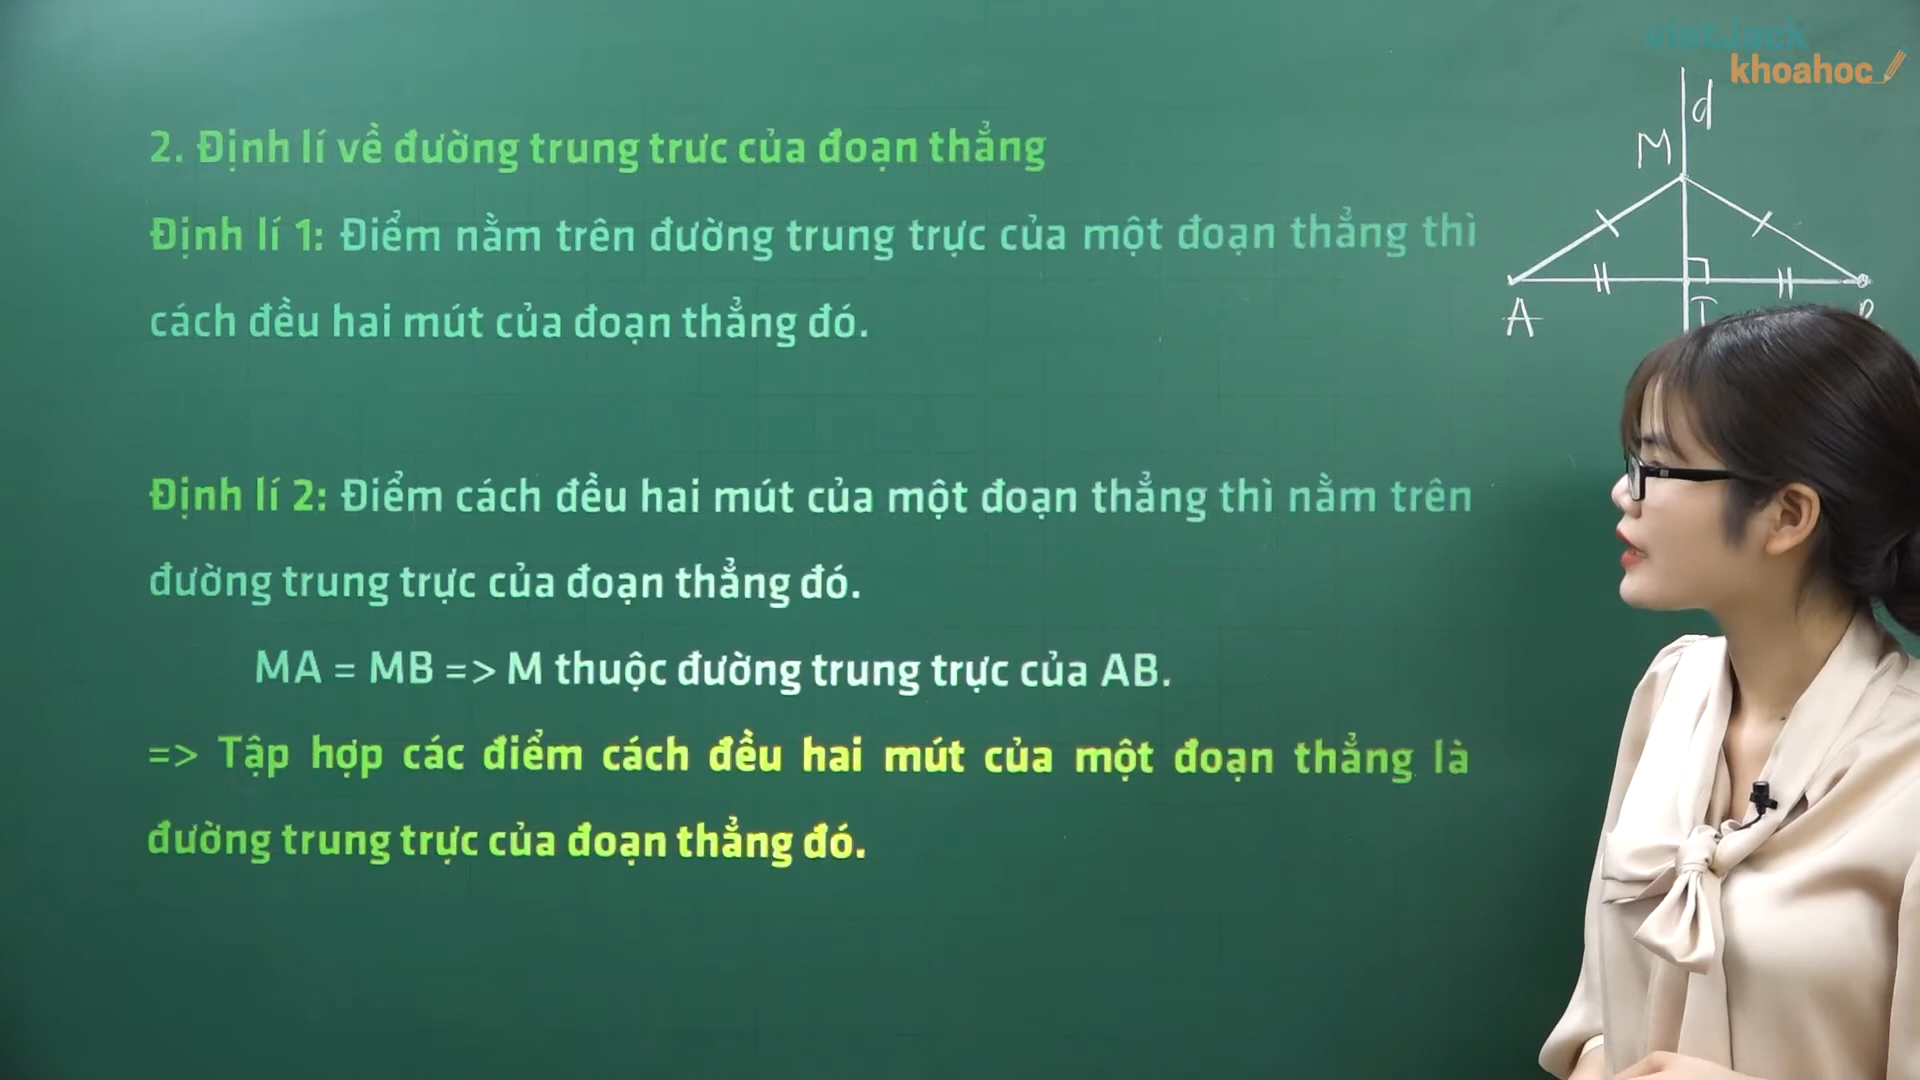 vietJack
khoahoc
d
M
2. Định lí về đường trung trưc của đoạn thẳng
Định lí 1: Điểm nằm trên đường trung trực của một đoạn thẳng thì
cách đều hai mút của đoạn thẳng đó.
A
Định lí 2: Điểm cách đều hai mút của một đoạn thẳng thì nằm trên
đường trung trực của đoạn thẳng đó.
MA = MB => M thuộc đường trung trực của AB.
=> Tập hợp các điểm cách đều hai mút của một đoạn thẳng là
đường trung trực của đoạn thẳng đó.